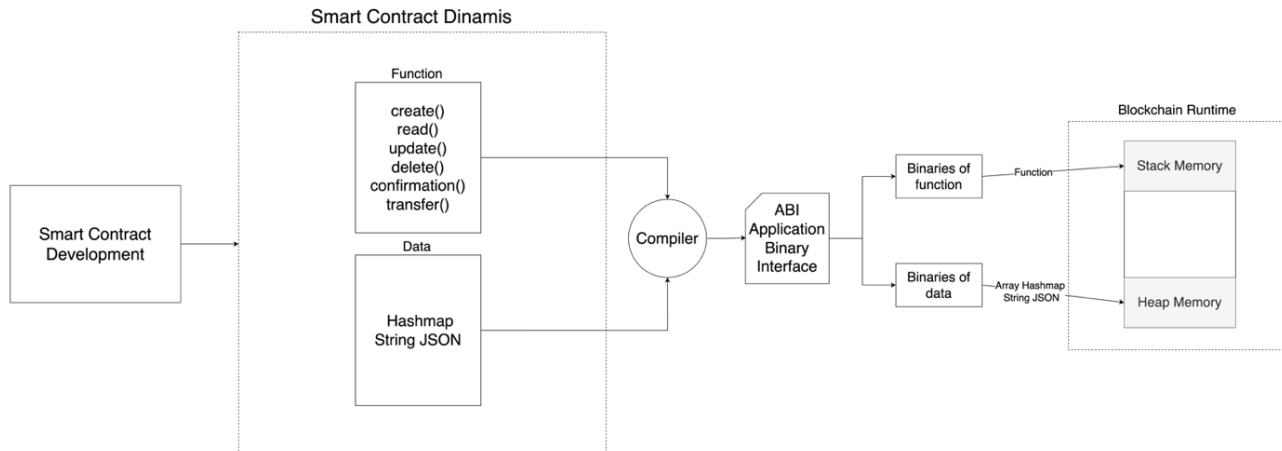 Smart Contract Dinamis
Function
create()
read()
update()
delete()
confirmation()
transfer()
Data
Hashmap
String JSON
Smart Contract
Development
Compiler
ABI
Application
Binary
Interface
Binaries of
function
Binaries of
data
Function
Array Hashmap
String JSON
Blockchain Runtime
Stack Memory
Heap Memory